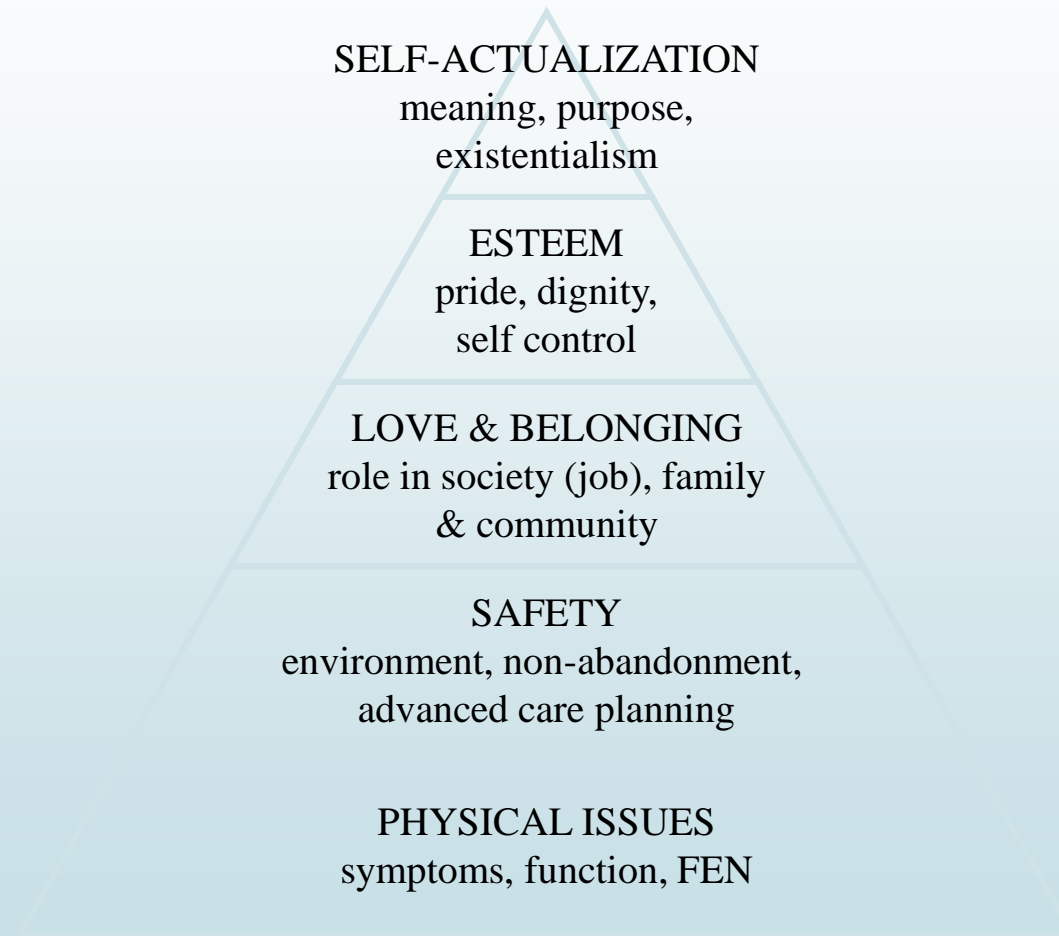 SELF-ACTUALIZATION
meaning, purpose,
existentialism
ESTEEM
pride, dignity,
self control
LOVE & BELONGING
role in society (job), family
& community
SAFETY
environment, non-abandonment,
advanced care planning
PHYSICAL ISSUES
symptoms, function, FEN